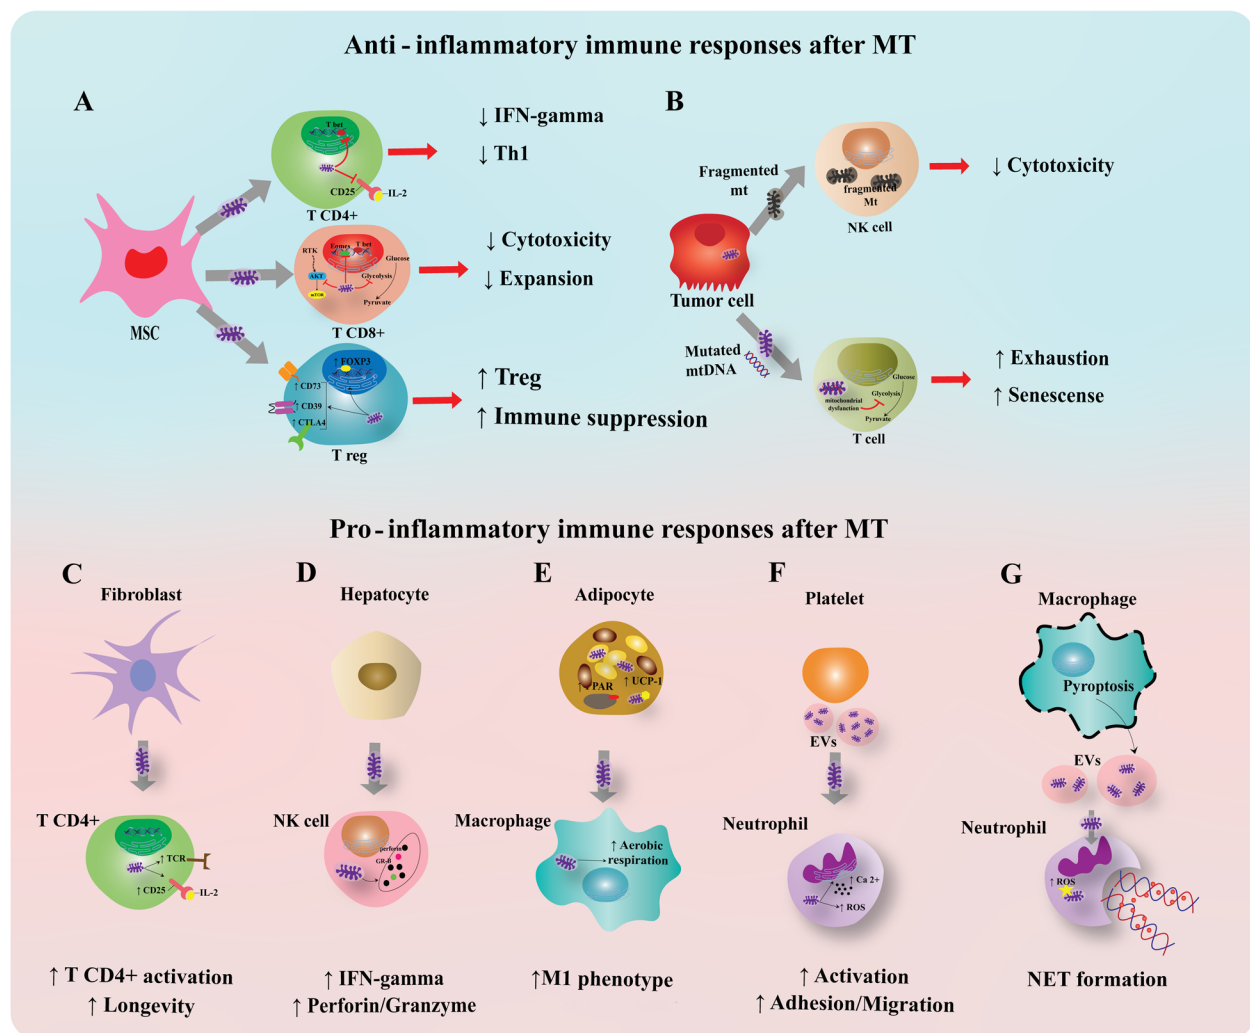 Anti - inflammatory immune responses after MT
A
T bet
CD25
IL-2
T CD4+
↓ IFN-gamma
↓ Th1
MSC
RTK
Eomes
T bet
Glucose
AKT
Glycolysis
mTOR
Pyruvate
T CD8+
↓ Cytotoxicity
↓ Expansion
↑ FOXP3
↑ CD73
↑ CD39
↑ CTLA4
T reg
↑ Treg
↑ Immune suppression
B
Fragmented
mt
fragmented
Mt
NK cell
↓ Cytotoxicity
Tumor cell
Mutated
mtDNA
Glucose
Glycolysis
mitochondrial
dysfunction
Pyruvate
T cell
↑ Exhaustion
↑ Senescense
Pro - inflammatory immune responses after MT
C
Fibroblast
T CD4+
↑ TCR
↑ CD25
IL-2
↑ T CD4+ activation
↑ Longevity
D
Hepatocyte
NK cell
perforin
GR-B
↑ IFN-gamma
↑ Perforin/Granzyme
E
Adipocyte
↑ PPAR
↑ UCP-1
Macrophage
↑ Aerobic
respiration
↑M1 phenotype
F
Platelet
EVs
Neutrophil
↑ Ca 2+
↑ ROS
↑ Activation
↑ Adhesion/Migration
G
Macrophage
Pyroptosis
EVs
Neutrophil
↑ ROS
NET formation